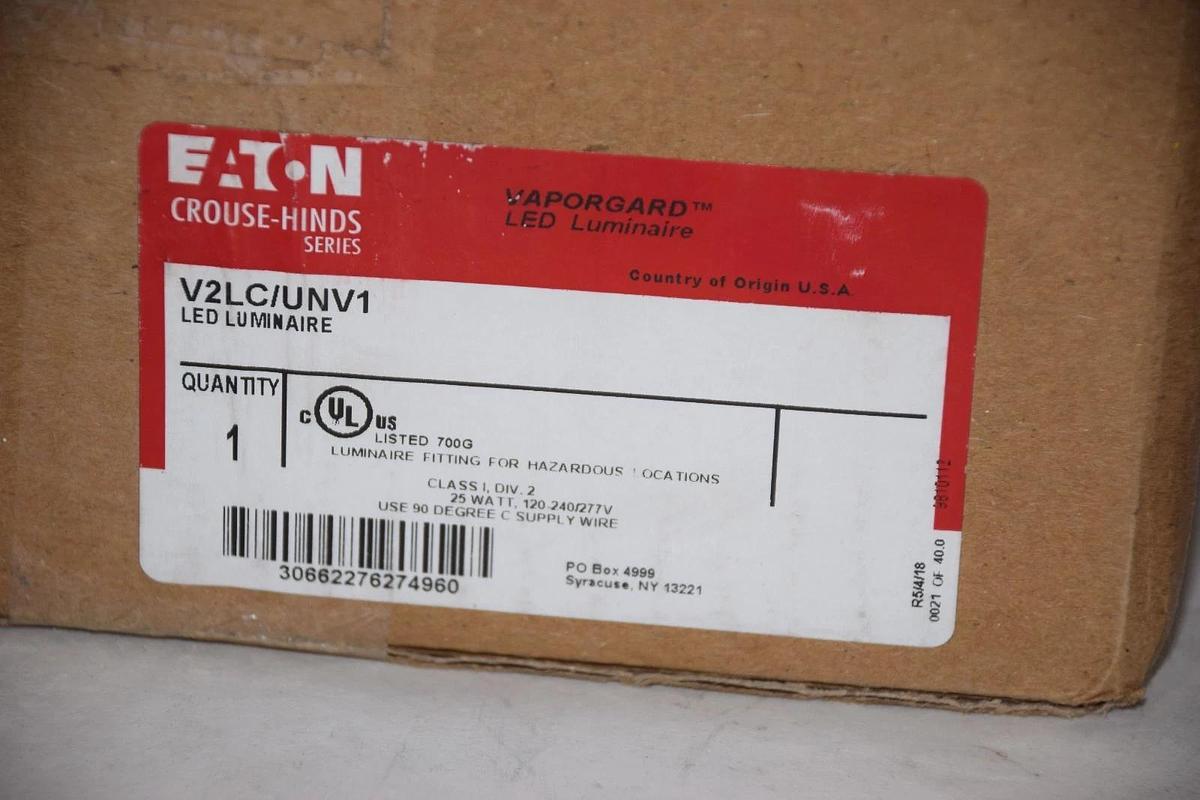 EATON
CROUSE-HINDS
SERIES
VAPORGARD™
LED Luminaire
Country of Origin U.S.A.
V2LC/UNV1
LED LUMINAIRE
QUANTITY
1
C UL US
LISTED 700G
LUMINAIRE FITTING FOR HAZARDOUS LOCATIONS
CLASS I, DIV. 2
25 WATT, 120-240/277V
USE 90 DEGREE C SUPPLY WIRE
30662276274960
PO Box 4999
Syracuse, NY 13221
9810112
R5/4/18
0021 OF 40.0